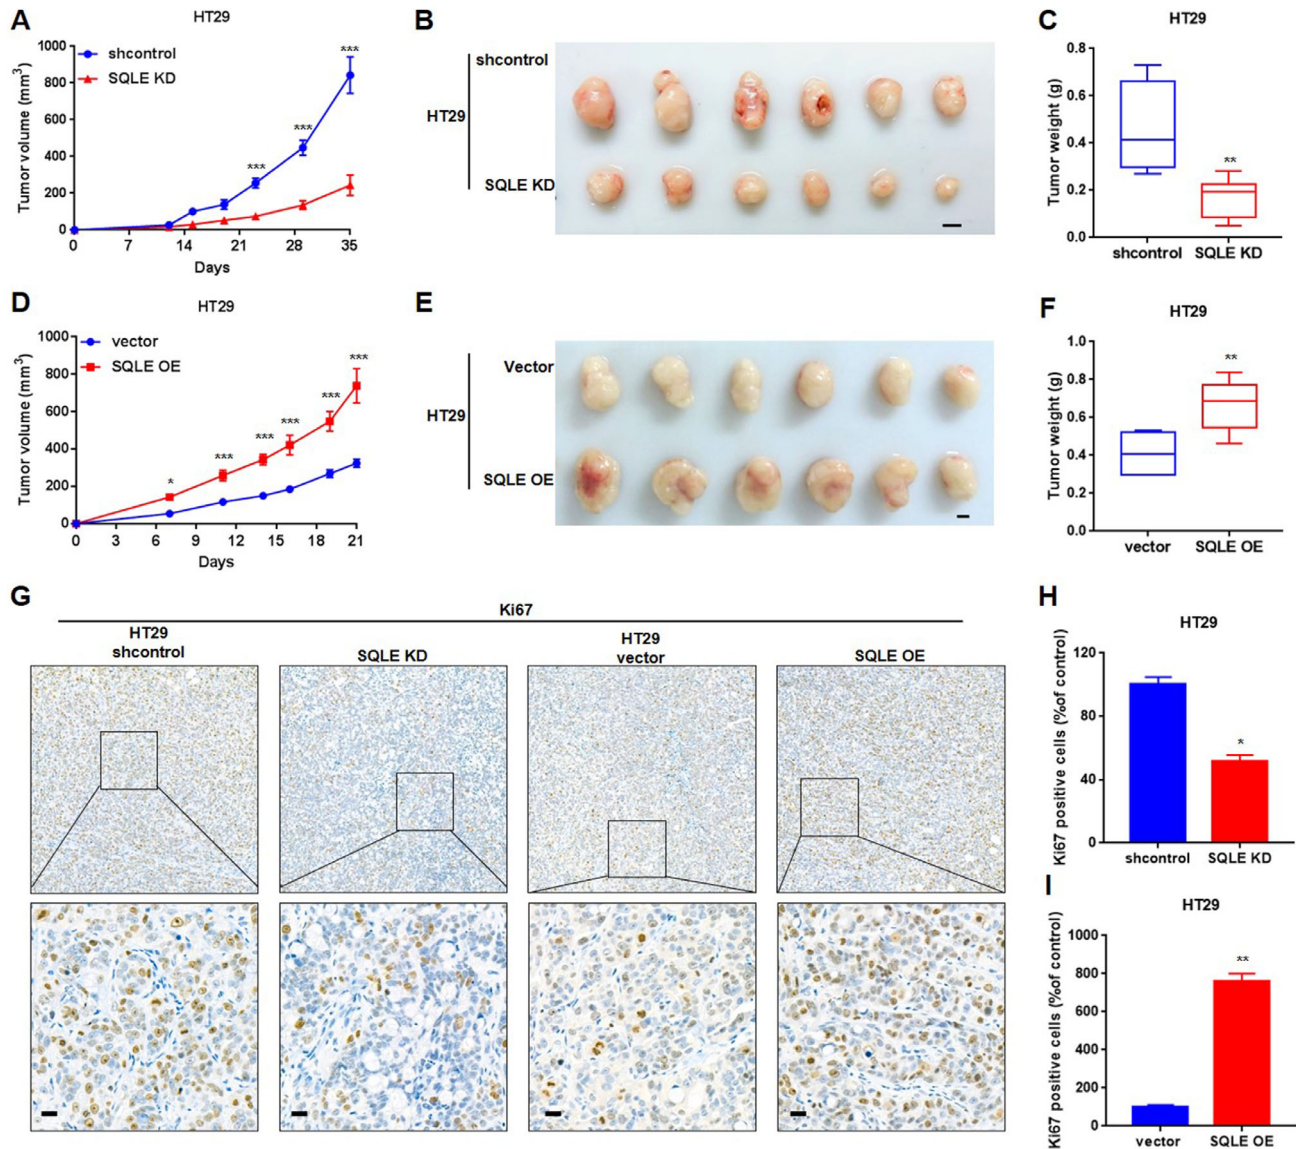 A
HT29
Tumor volume (mm³)
1000
800
600
400
200
0
shcontrol
SQLE KD
***
***
***
0 7 14 21 28 35
Days
B
shcontrol
HT29
SQLE KD
C
HT29
Tumor weight (g)
0.8
0.6
0.4
0.2
0.0
**
shcontrol SQLE KD
D
HT29
Tumor volume (mm³)
1000
800
600
400
200
0
vector
SQLE OE
* *** *** *** *** ***
0 3 6 9 12 15 18 21
Days
E
Vector
HT29
SQLE OE
F
HT29
Tumor weight (g)
1.0
0.8
0.6
0.4
0.2
0.0
**
vector SQLE OE
G
Ki67
HT29
shcontrol
SQLE KD
HT29
vector
SQLE OE
H
HT29
Ki67 positive cells (%of control)
120
80
40
0
*
shcontrol SQLE KD
I
HT29
Ki67 positive cells (%of control)
1000
800
600
400
200
0
**
vector SQLE OE